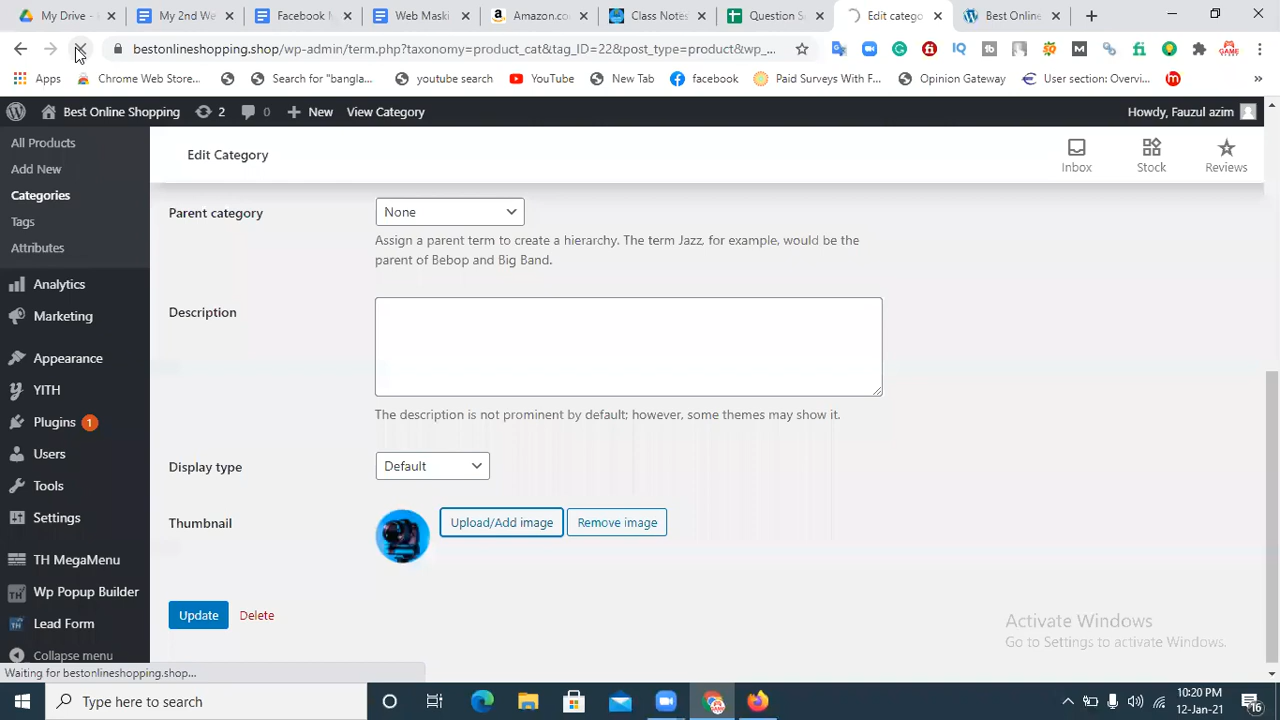 My Drive -
My 2nd We
Facebook M
Web Maski
Amazon.co
Class Notes
Question S
Edit catego
Best Online
bestonlineshopping.shop/wp-admin/term.php?taxonomy=product_cat&tag_ID=22&post_type=product&wp_...
Apps
Chrome Web Store...
Search for "bangla...
youtube search
YouTube
New Tab
facebook
Paid Surveys With F...
Opinion Gateway
User section: Overvi...
»
Best Online Shopping
2
0
New
View Category
Howdy, Fauzul azim
All Products
Add New
Categories
Tags
Attributes
Analytics
Marketing
Appearance
YITH
Plugins 1
Users
Tools
Settings
TH MegaMenu
Wp Popup Builder
Lead Form
Collapse menu
Edit Category
Inbox
Stock
Reviews
Parent category
None
Assign a parent term to create a hierarchy. The term Jazz, for example, would be the
parent of Bebop and Big Band.
Description
The description is not prominent by default; however, some themes may show it.
Display type
Default
Thumbnail
Upload/Add image
Remove image
Update
Delete
Activate Windows
Go to Settings to activate Windows.
Waiting for bestonlineshopping.shop...
Type here to search
10:20 PM
12-Jan-21
16